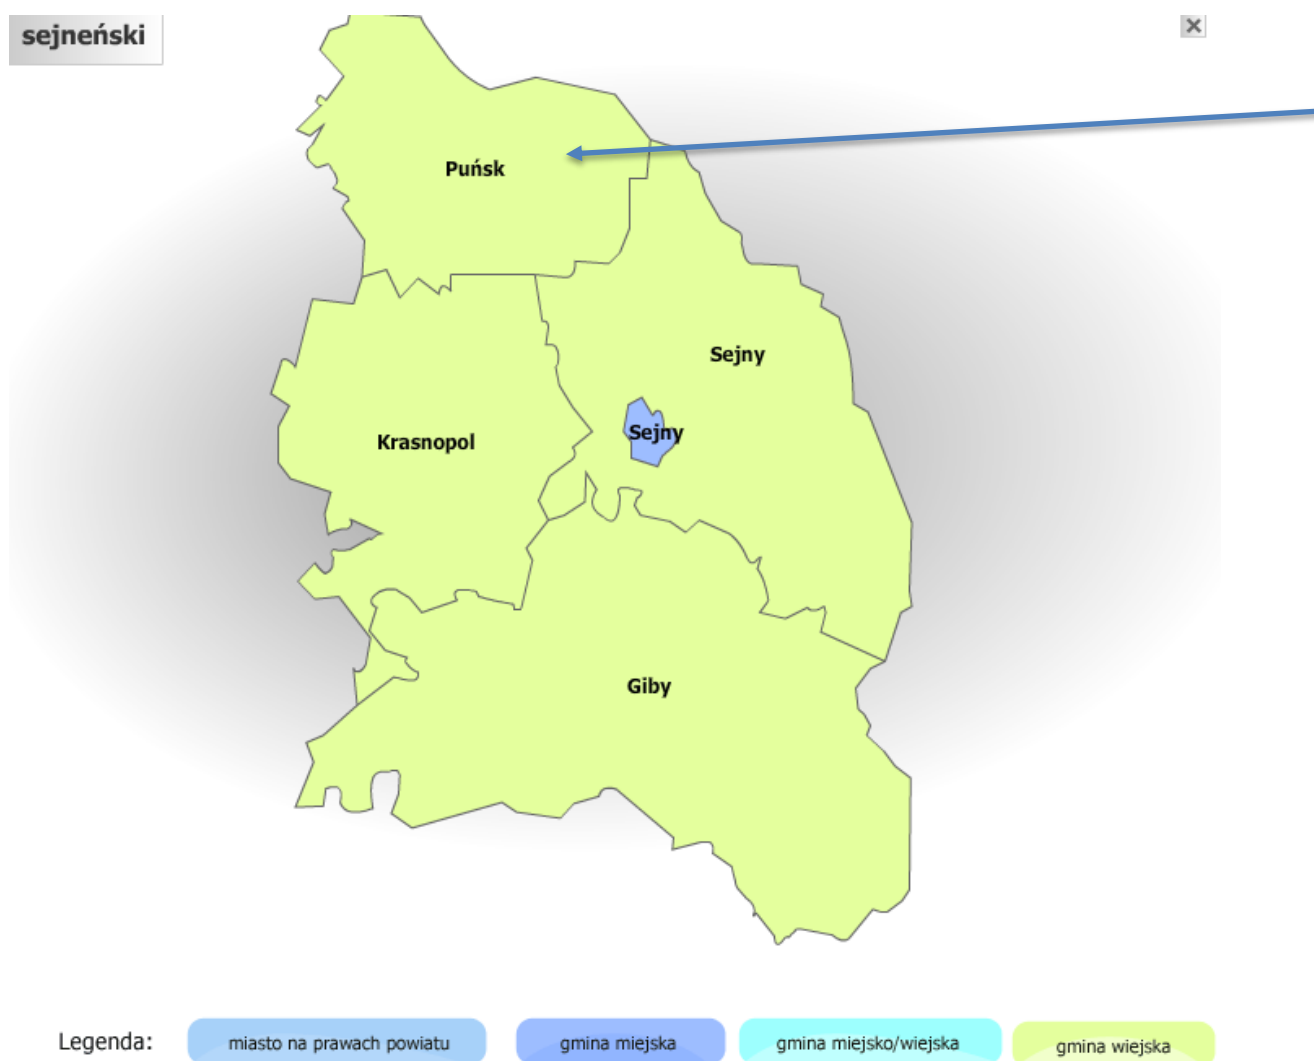 sejneński
Puńsk
Sejny
Sejny
Krasnopol
Giby
Legenda:
miasto na prawach powiatu
gmina miejska
gmina miejsko/wiejska
gmina wiejska